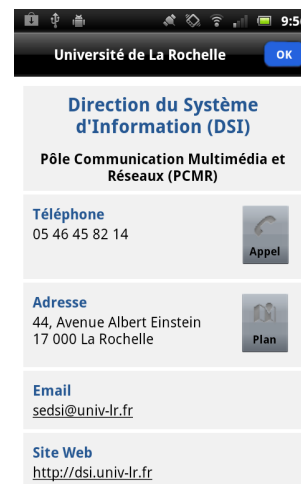 9:5
Université de La Rochelle
OK
Direction du Système
d'Information (DSI)
Pôle Communication Multimédia et
Réseaux (PCMR)
Téléphone
05 46 45 82 14
Appel
Adresse
44, Avenue Albert Einstein
17 000 La Rochelle
Plan
Email
sedsi@univ-lr.fr
Site Web
http://dsi.univ-lr.fr